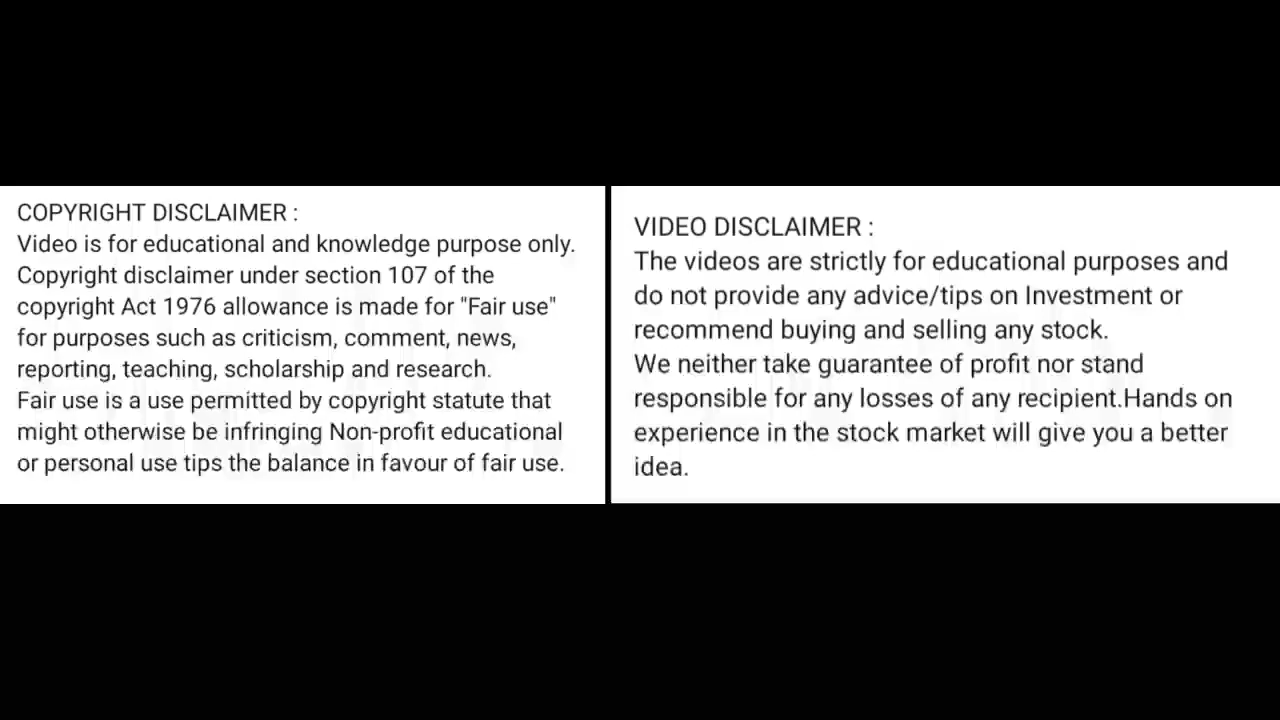 COPYRIGHT DISCLAIMER :
Video is for educational and knowledge purpose only.
Copyright disclaimer under section 107 of the
copyright Act 1976 allowance is made for "Fair use"
for purposes such as criticism, comment, news,
reporting, teaching, scholarship and research.
Fair use is a use permitted by copyright statute that
might otherwise be infringing Non-profit educational
or personal use tips the balance in favour of fair use.
VIDEO DISCLAIMER :
The videos are strictly for educational purposes and
do not provide any advice/tips on Investment or
recommend buying and selling any stock.
We neither take guarantee of profit nor stand
responsible for any losses of any recipient.Hands on
experience in the stock market will give you a better
idea.